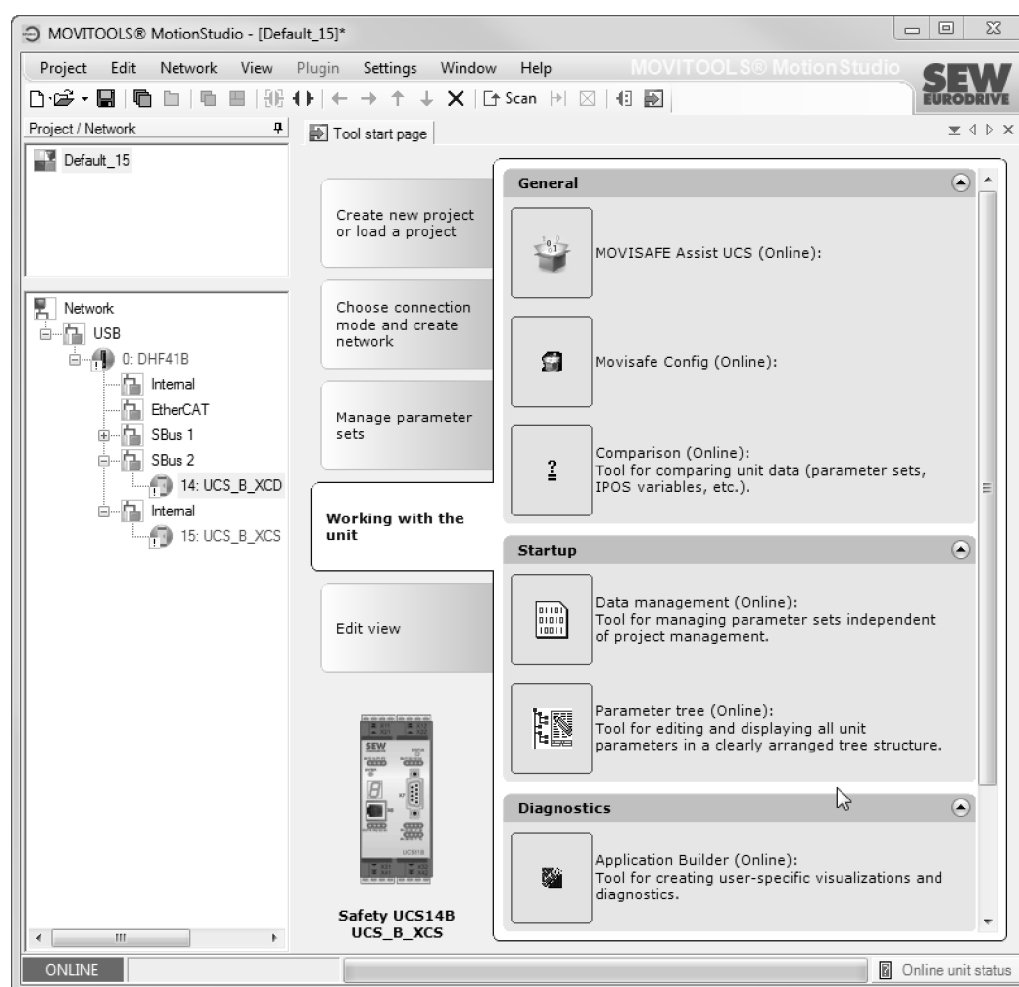 MOVITOOLS® MotionStudio - [Default_15]*
Project Edit Network View Plugin Settings Window Help
MOVITOOLS® MotionStudio
SEW
EURODRIVE
Scan
Project / Network
Default_15
Network
USB
0: DHF41B
Internal
EtherCAT
SBus 1
SBus 2
14: UCS_B_XCD
Internal
15: UCS_B_XCS
Tool start page
Create new project
or load a project
Choose connection
mode and create
network
Manage parameter
sets
Working with the
unit
Edit view
SEW
UCS14B
Safety UCS14B
UCS_B_XCS
General
MOVISAFE Assist UCS (Online):
Movisafe Config (Online):
Comparison (Online):
Tool for comparing unit data (parameter sets,
IPOS variables, etc.).
Startup
Data management (Online):
Tool for managing parameter sets independent
of project management.
Parameter tree (Online):
Tool for editing and displaying all unit
parameters in a clearly arranged tree structure.
Diagnostics
Application Builder (Online):
Tool for creating user-specific visualizations and
diagnostics.
ONLINE
Online unit status